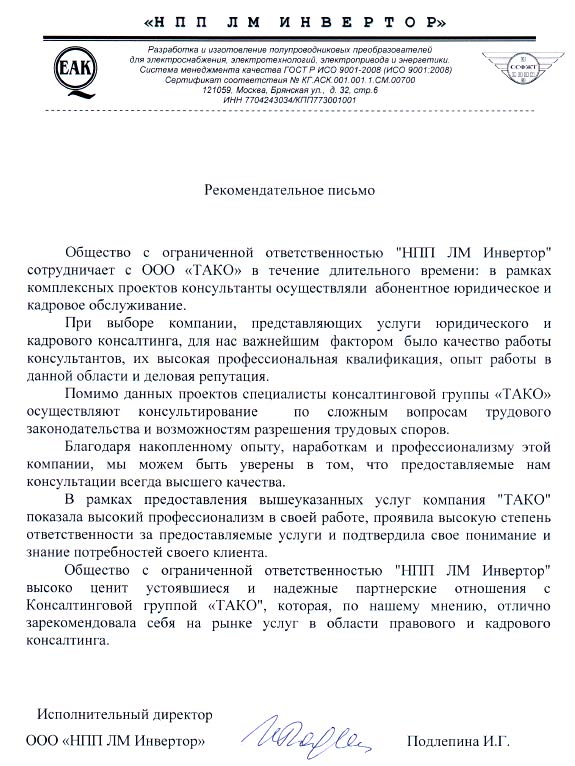 «НПП ЛМ ИНВЕРТОР»
Разработка и изготовление полупроводниковых преобразователей
для электроснабжения, электротехнологий, электропривода и энергетики.
Система менеджмента качества ГОСТ Р ИСО 9001-2008 (ИСО 9001:2008)
Сертификат соответствия № КГ.АСК.001.001.1.СМ.00700
121059, Москва, Брянская ул., д. 32, стр.6
ИНН 7704243034/КПП773001001
ЕАК
ССФЖТ
Рекомендательное письмо
Общество с ограниченной ответственностью "НПП ЛМ Инвертор"
сотрудничает с ООО «ТАКО» в течение длительного времени: в рамках
комплексных проектов консультанты осуществляли абонентное юридическое и
кадровое обслуживание.
При выборе компании, представляющих услуги юридического и
кадрового консалтинга, для нас важнейшим фактором было качество работы
консультантов, их высокая профессиональная квалификация, опыт работы в
данной области и деловая репутация.
Помимо данных проектов специалисты консалтинговой группы «ТАКО»
осуществляют консультирование по сложным вопросам трудового
законодательства и возможностям разрешения трудовых споров.
Благодаря накопленному опыту, наработкам и профессионализму этой
компании, мы можем быть уверены в том, что предоставляемые нам
консультации всегда высшего качества.
В рамках предоставления вышеуказанных услуг компания "ТАКО"
показала высокий профессионализм в своей работе, проявила высокую степень
ответственности за предоставляемые услуги и подтвердила свое понимание и
знание потребностей своего клиента.
Общество с ограниченной ответственностью "НПП ЛМ Инвертор"
высоко ценит устоявшиеся и надежные партнерские отношения с
Консалтинговой группой «ТАКО", которая, по нашему мнению, отлично
зарекомендовала себя на рынке услуг в области правового и кадрового
консалтинга.
Исполнительный директор
ООО «НПП ЛМ Инвертор» Подлепина И.Г.